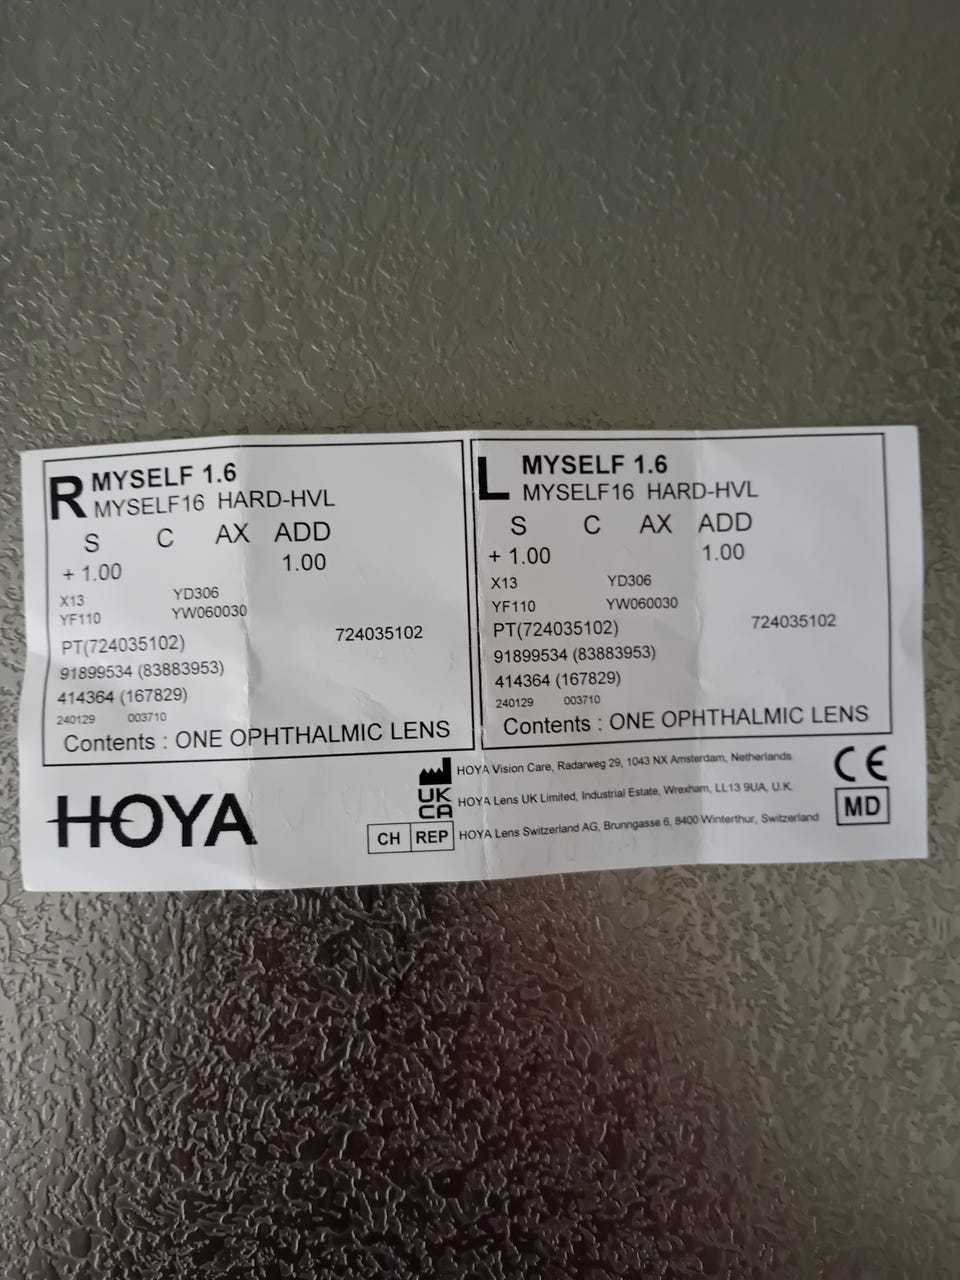 R MYSELF 1.6
MYSELF16 HARD-HVL
S C AX ADD
+ 1.00 1.00
X13 YD306
YF110 YW060030
PT(724035102) 724035102
91899534 (83883953)
414364 (167829)
240129 003710
Contents : ONE OPHTHALMIC LENS
L MYSELF 1.6
MYSELF16 HARD-HVL
S C AX ADD
+ 1.00 1.00
X13 YD306
YF110 YW060030
PT(724035102) 724035102
91899534 (83883953)
414364 (167829)
240129 003710
Contents : ONE OPHTHALMIC LENS
HOYA
HOYA Vision Care, Radarweg 29, 1043 NX Amsterdam, Netherlands
UK CA HOYA Lens UK Limited, Industrial Estate, Wrexham, LL13 9UA, U.K.
CH REP HOYA Lens Switzerland AG, Brunngasse 6, 8400 Winterthur, Switzerland
CE
MD